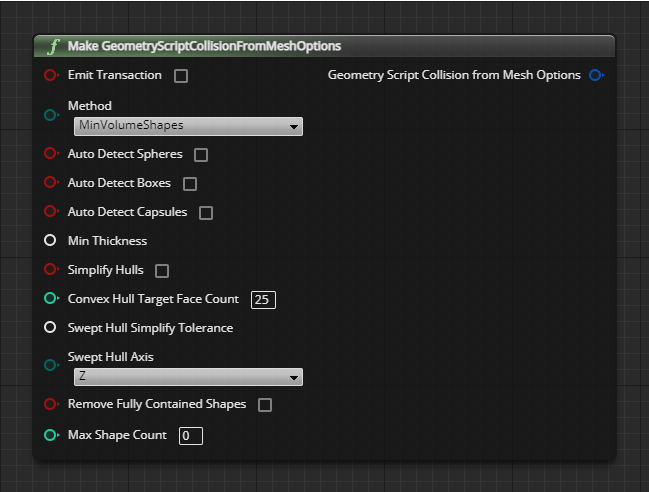 f Make GeometryScriptCollisionFromMeshOptions
Emit Transaction
Geometry Script Collision from Mesh Options
Method
MinVolumeShapes
Auto Detect Spheres
Auto Detect Boxes
Auto Detect Capsules
Min Thickness
Simplify Hulls
Convex Hull Target Face Count 25
Swept Hull Simplify Tolerance
Swept Hull Axis
Z
Remove Fully Contained Shapes
Max Shape Count 0